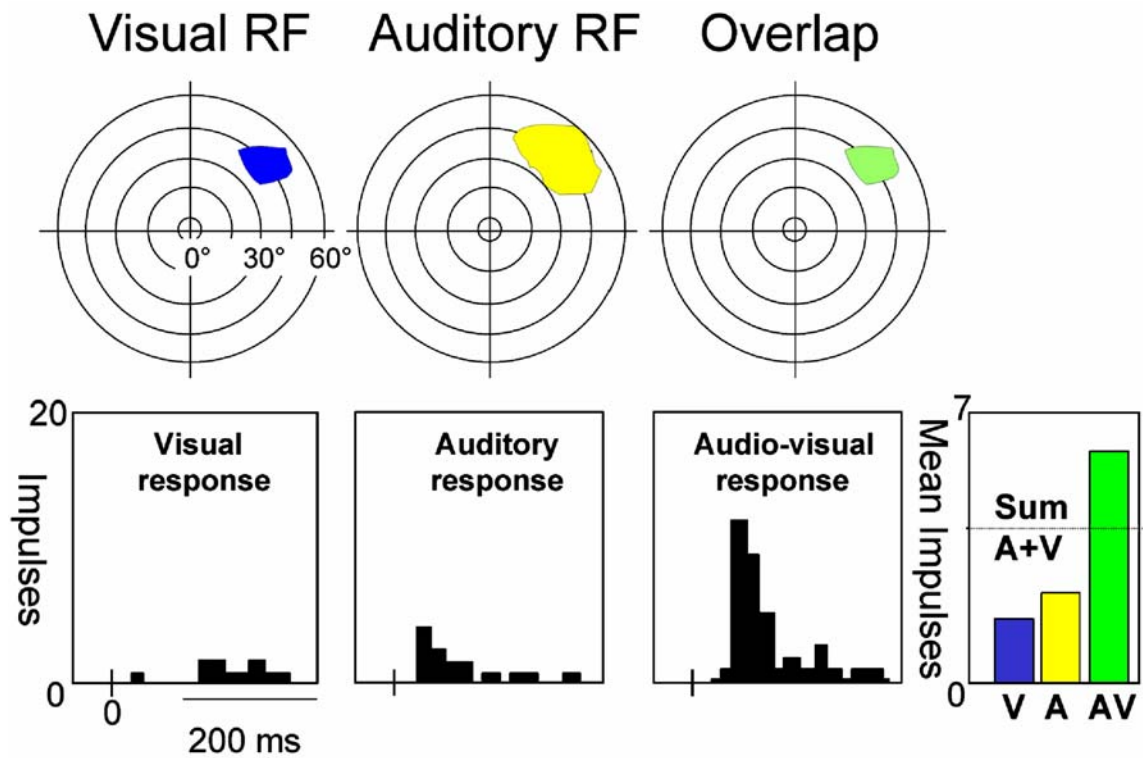 Visual RF
Auditory RF
Overlap
0° 30° 60°
20
Impulses
0
Visual
response
0
200 ms
Auditory
response
Audio-visual
response
7
Mean Impulses
0
Sum
A+V
V A AV